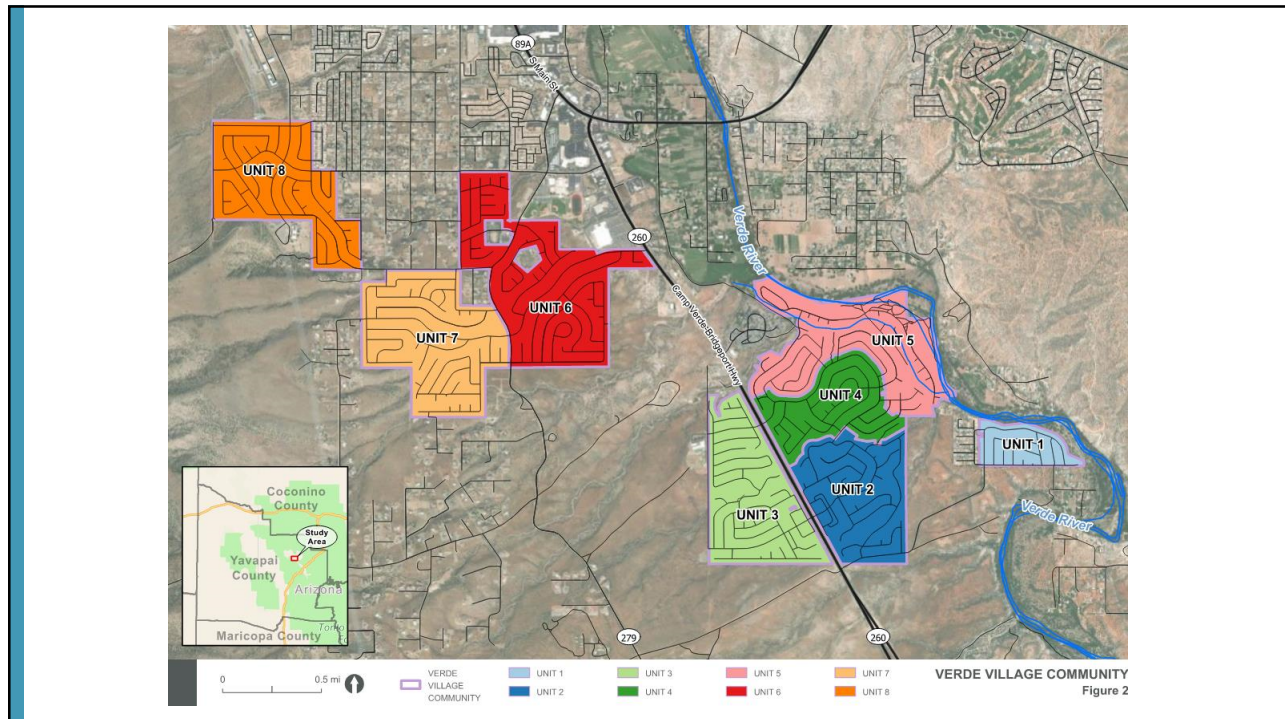 89A
S Main St
UNIT 8
Verde River
260
UNIT 6
Camp Verde-Bridgeport Hwy
UNIT 7
UNIT 5
UNIT 4
UNIT 1
UNIT 2
Verde River
UNIT 3
Coconino
County
Study
Area
Yavapai
County
Arizona
Maricopa County
279
260
0
0.5 mi
VERDE
VILLAGE
COMMUNITY
UNIT 1
UNIT 2
UNIT 3
UNIT 4
UNIT 5
UNIT 6
UNIT 7
UNIT 8
VERDE VILLAGE COMMUNITY
Figure 2